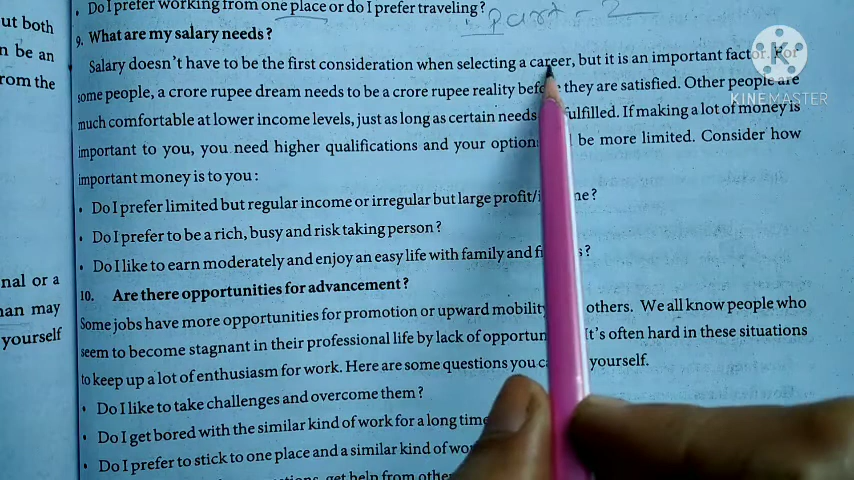 • Do I prefer working from one place or do I prefer traveling?
part - 2
ut both
n be an
rom the
9. What are my salary needs?
Salary doesn't have to be the first consideration when selecting a career, but it is an important factor. For
some people, a crore rupee dream needs to be a crore rupee reality before they are satisfied. Other people are
much comfortable at lower income levels, just as long as certain needs fulfilled. If making a lot of money is
important to you, you need higher qualifications and your option be more limited. Consider how
important money is to you :
• Do I prefer limited but regular income or irregular but large profit/ e?
• Do I prefer to be a rich, busy and risk taking person?
• Do I like to earn moderately and enjoy an easy life with family and f s?
nal or a
nan may
yourself
10. Are there opportunities for advancement?
Some jobs have more opportunities for promotion or upward mobility others. We all know people who
seem to become stagnant in their professional life by lack of opportun It's often hard in these situations
to keep up a lot of enthusiasm for work. Here are some questions you ca yourself.
• Do I like to take challenges and overcome them?
• Do I get bored with the similar kind of work for a long time
• Do I prefer to stick to one place and a similar kind of wor
get help from other
KINEMASTER